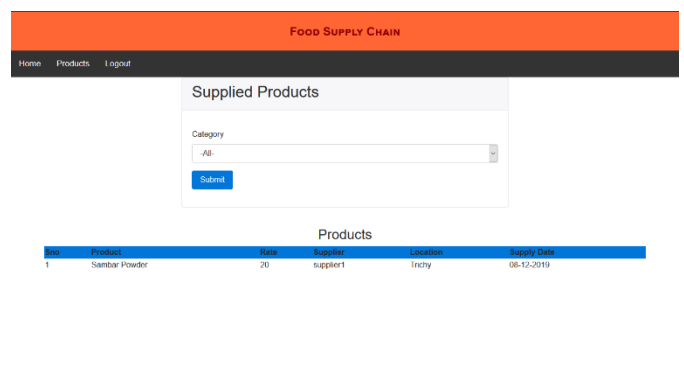 Food Supply Chain
Home Products Logout
Supplied Products
Category
-All-
Submit
Products
Sno Product Rate Supplier Location Supply Date
1 Sambar Powder 20 supplier1 Trichy 08-12-2019